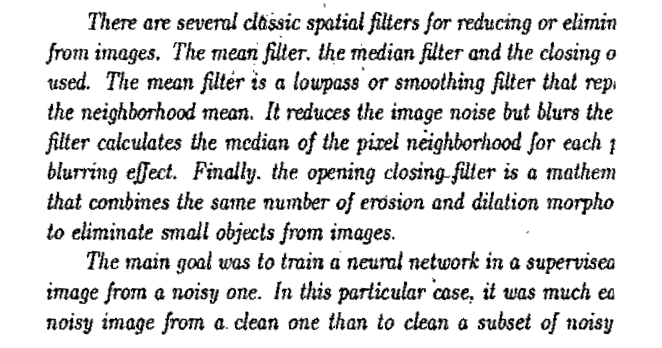 There are several classic spatial filters for reducing or elimin
from images. The mean filter, the median filter and the closing o
used. The mean filter is a lowpass or smoothing filter that rep
the neighborhood mean. It reduces the image noise but blurs the
filter calculates the median of the pixel neighborhood for each
blurring effect. Finally, the opening closing filter is a mathem
that combines the same number of erosion and dilation morpho
to eliminate small objects from images.
The main goal was to train a neural network in a supervised
image from a noisy one. In this particular case, it was much ea
noisy image from a clean one than to clean a subset of noisy